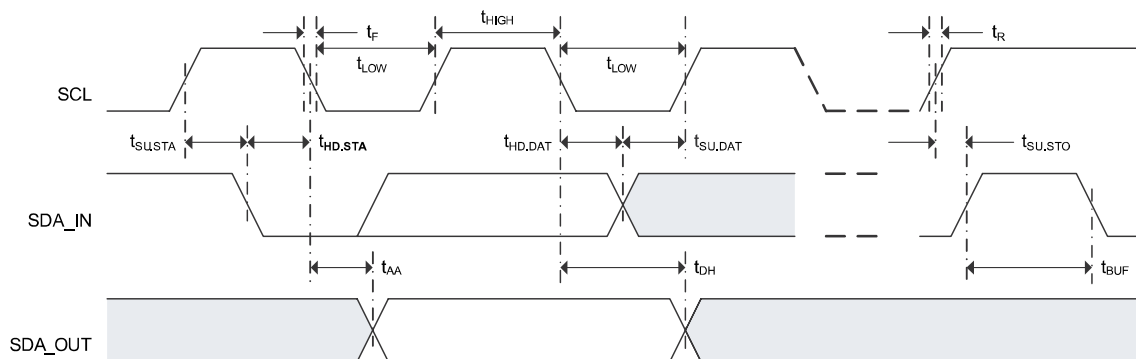 tF
tHIGH
tR
tLOW
tLOW
SCL
tSU.STA
tHD.STA
tHD.DAT
tSU.DAT
tSU.STO
SDA_IN
tAA
tDH
tBUF
SDA_OUT